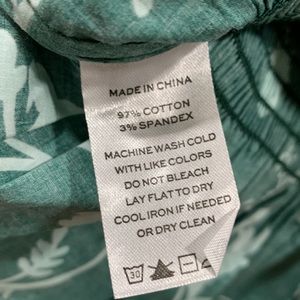 MADE IN CHINA
97% COTTON
3% SPANDEX
MACHINE WASH COLD
WITH LIKE COLORS
DO NOT BLEACH
LAY FLAT TO DRY
COOL IRON IF NEEDED
OR DRY CLEAN
30